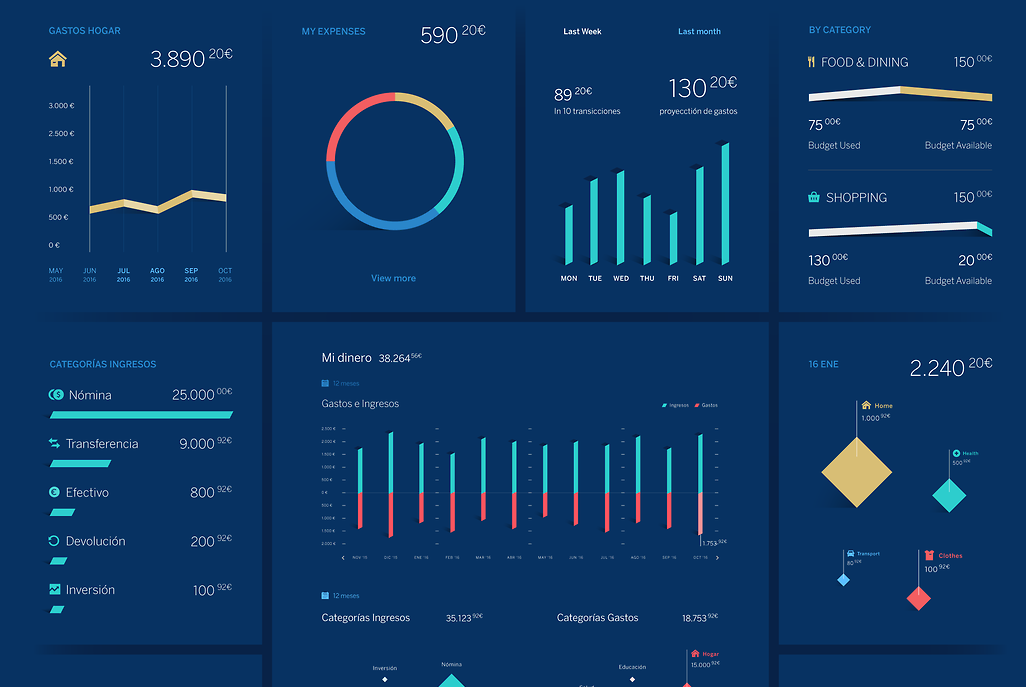 GASTOS HOGAR
3.890 20€
3.000 €
2.500 €
1.500 €
1.000 €
500 €
0 €
MAY JUN JUL AGO SEP OCT
2016 2016 2016 2016 2016 2016
MY EXPENSES
590 20€
View more
Last Week Last month
89 20€
In 10 transicciones
130 20€
proyecctión de gastos
MON TUE WED THU FRI SAT SUN
BY CATEGORY
FOOD & DINING 150 00€
75 00€ 75 00€
Budget Used Budget Available
SHOPPING 150 00€
130 00€ 20 00€
Budget Used Budget Available
CATEGORÍAS INGRESOS
Nómina 25.000 00€
Transferencia 9.000 92€
Efectivo 800 92€
Devolución 200 92€
Inversión 100 92€
Mi dinero 38.264 56€
12 meses
Gastos e Ingresos
Ingresos Gastos
2.500 €
2.000 €
1.500 €
1.000 €
500 €
0 €
500 €
1.000 €
1.500 €
2.000 €
1.753 92€
NOV '15 DIC '15 ENE '16 FEB '16 MAR '16 ABR '16 MAY '16 JUN '16 JUL '16 AGO '16 SEP '16 OCT '16
12 meses
Categorías Ingresos 35.123 92€
Categorías Gastos 18.753 92€
Inversión
Nómina
Educación
Hogar
15.000 92€
Salud
16 ENE
2.240 20€
Home
1.000 92€
Health
500 92€
Transport
80 92€
Clothes
100 92€